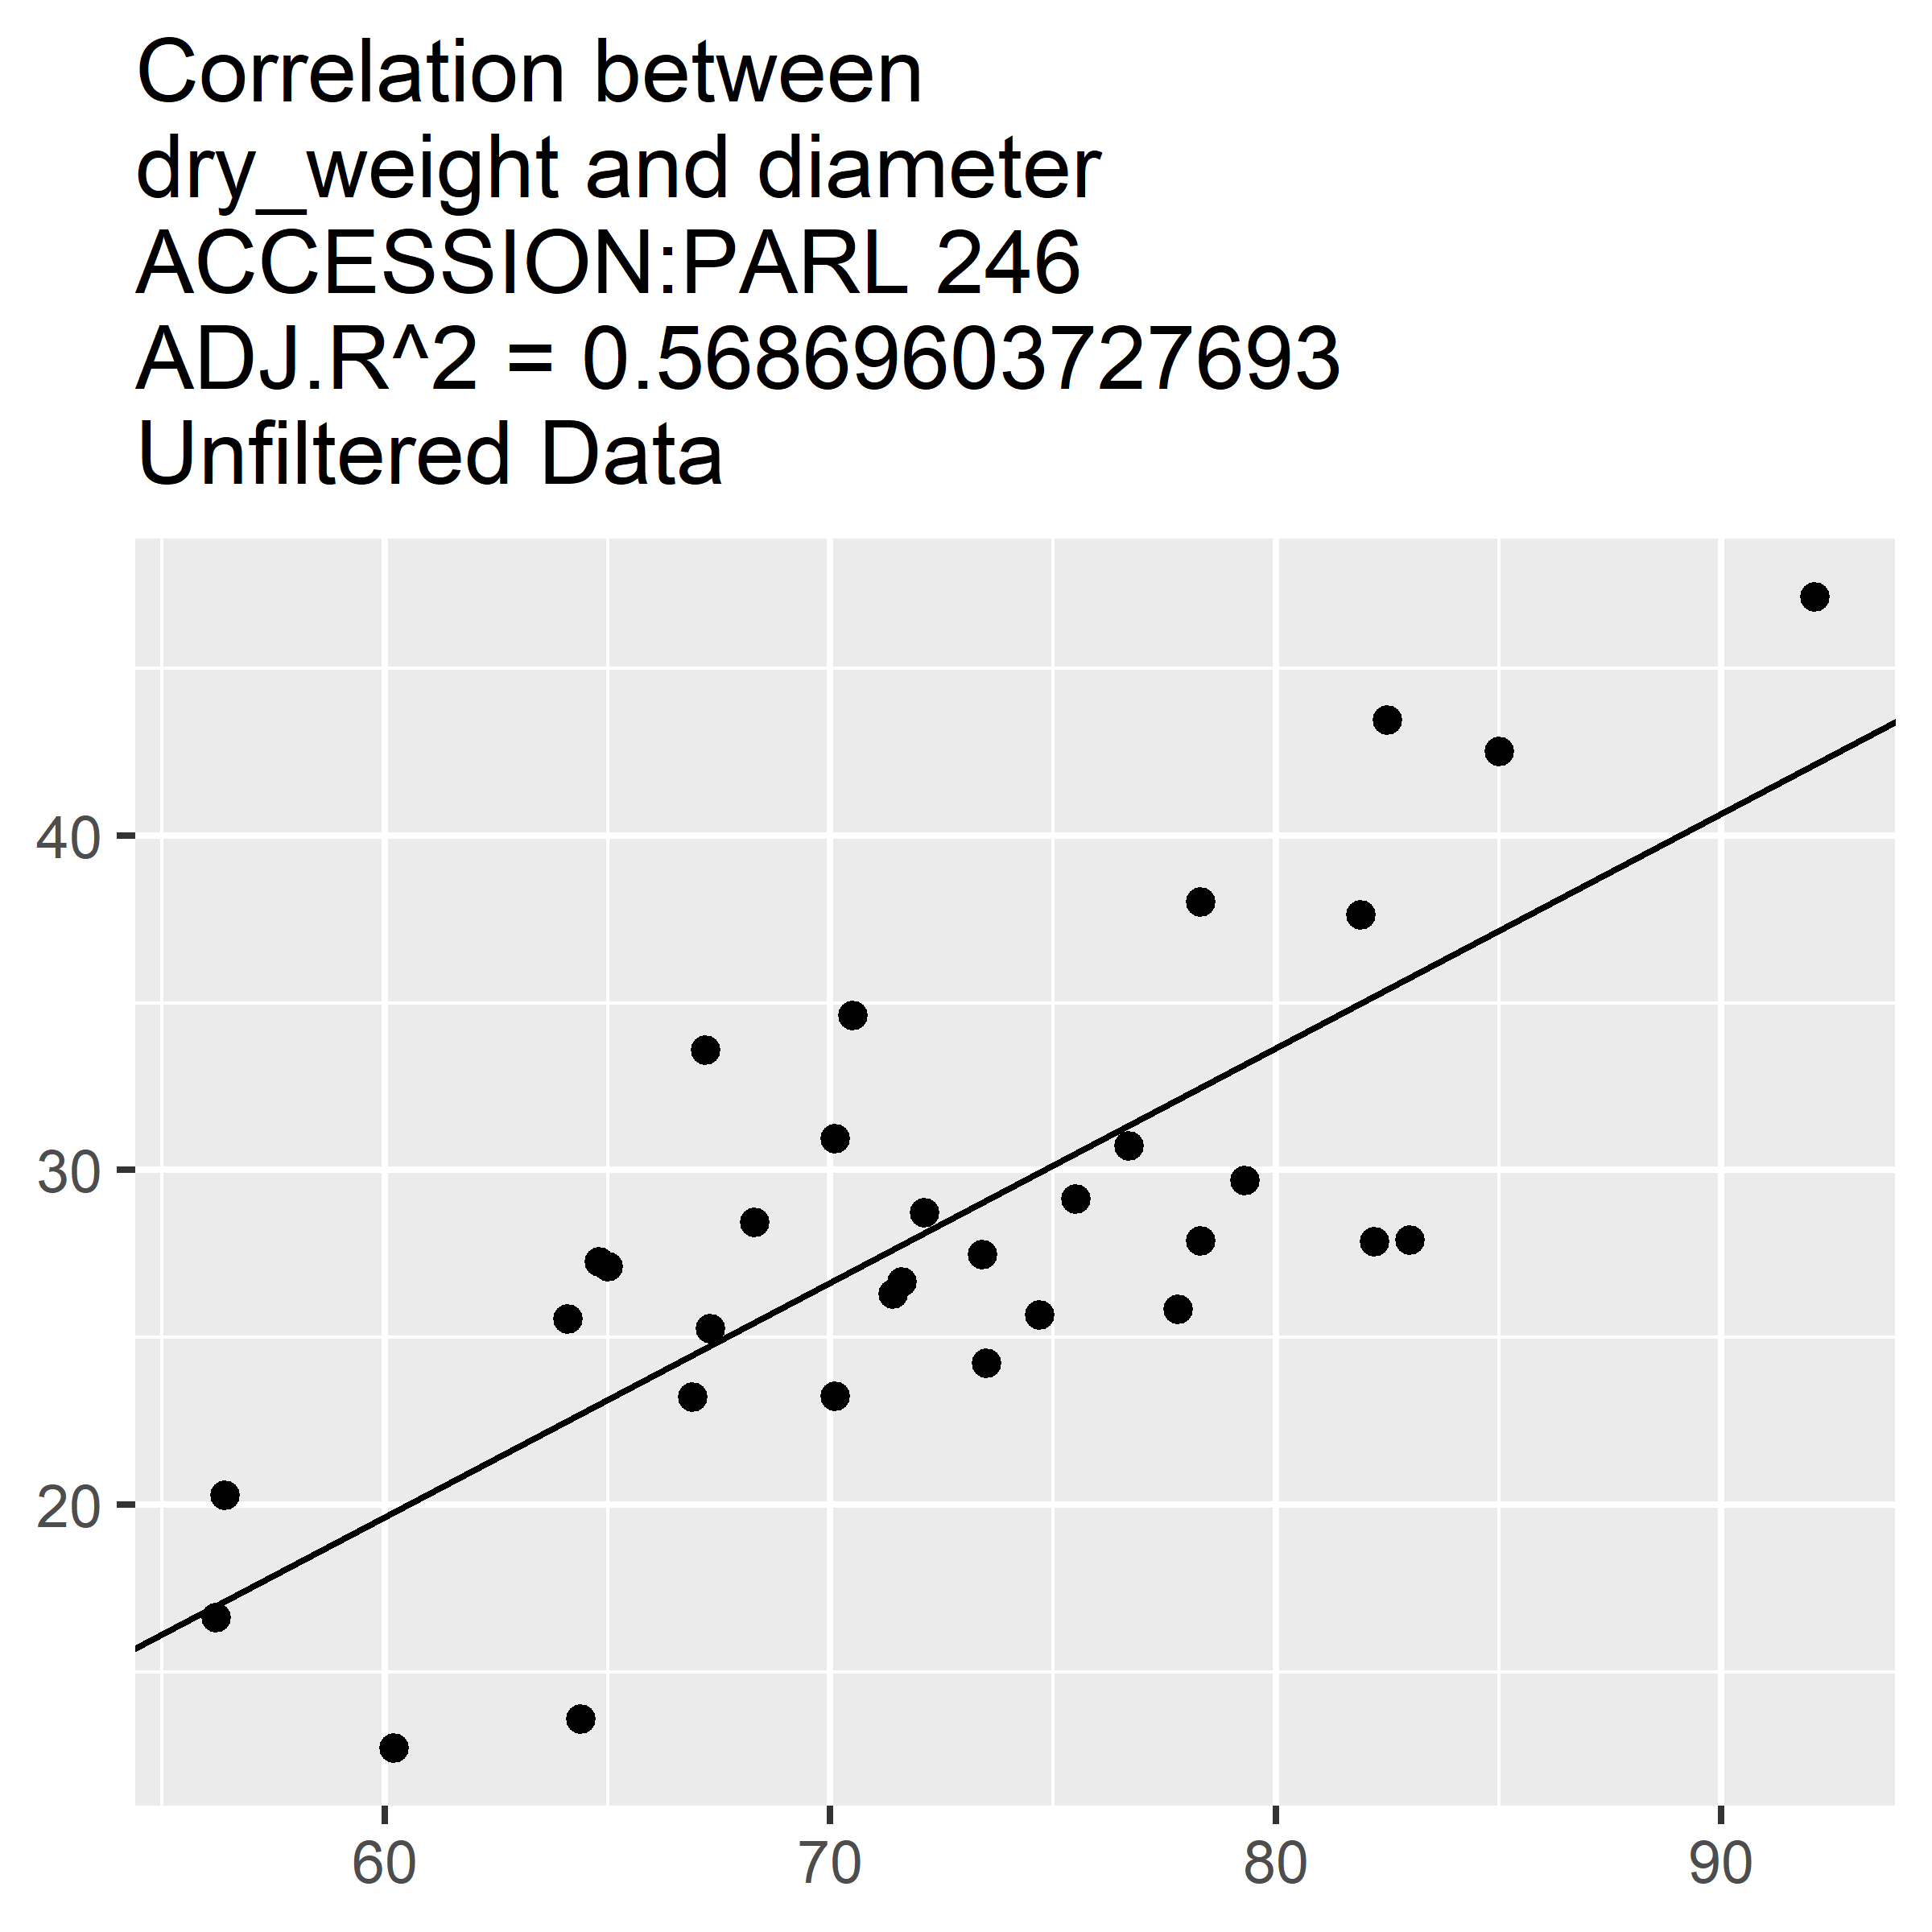 Correlation between
dry_weight and diameter
ACCESSION:PARL 246
ADJ.R^2 = 0.56869603727693
Unfiltered Data
40
30
20
60 70 80 90